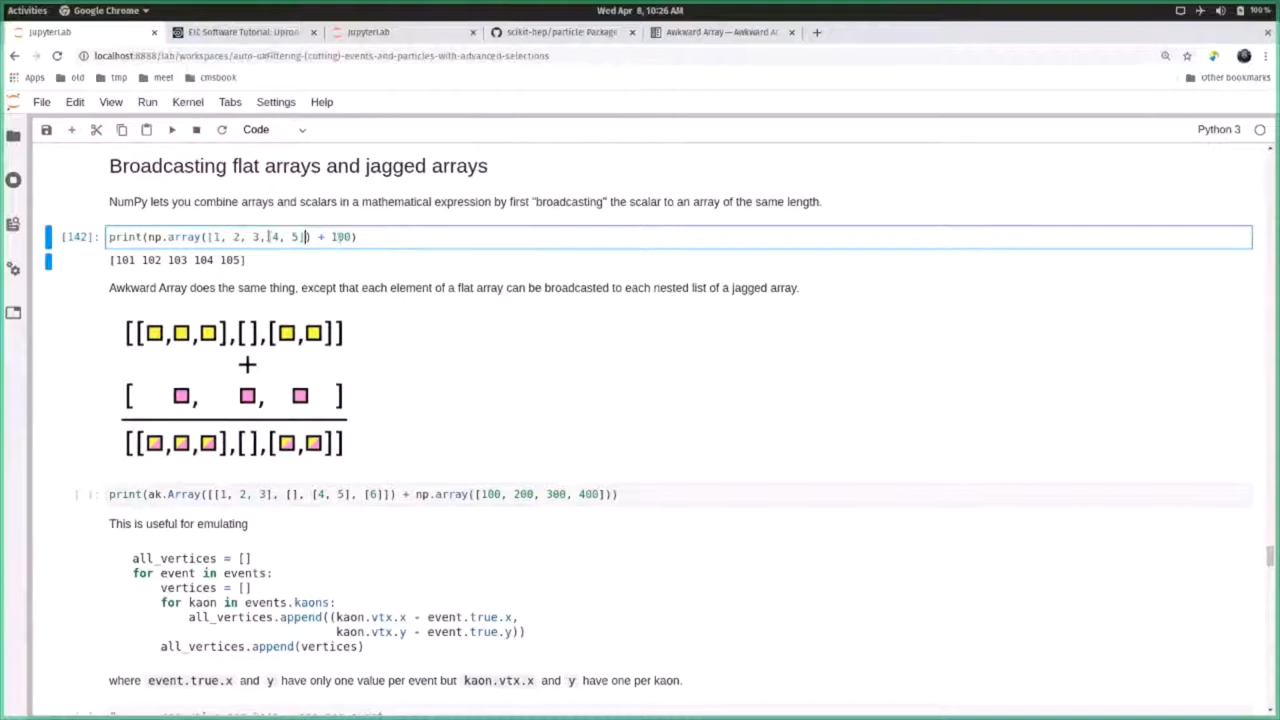 Activities Google Chrome Wed Apr 8, 10:26 AM 100%
JupyterLab EIC Software Tutorial: Uproo JupyterLab scikit-hep/particle: Package Awkward Array — Awkward Ar
localhost:8888/lab/workspaces/auto-o#Filtering-(cutting)-events-and-particles-with-advanced-selections
Apps old tmp meet cmsbook Other bookmarks
File Edit View Run Kernel Tabs Settings Help
Code Python 3
Broadcasting flat arrays and jagged arrays
NumPy lets you combine arrays and scalars in a mathematical expression by first "broadcasting" the scalar to an array of the same length.
[142]: print(np.array([1, 2, 3, 4, 5]) + 100)
[101 102 103 104 105]
Awkward Array does the same thing, except that each element of a flat array can be broadcasted to each nested list of a jagged array.
[[ , , ],[],[ , ]]
+
[ , , ]
[[ , , ],[],[ , ]]
[ ]: print(ak.Array([[1, 2, 3], [], [4, 5], [6]]) + np.array([100, 200, 300, 400]))
This is useful for emulating
all_vertices = []
for event in events:
vertices = []
for kaon in events.kaons:
all_vertices.append((kaon.vtx.x - event.true.x,
kaon.vtx.y - event.true.y))
all_vertices.append(vertices)
where event.true.x and y have only one value per event but kaon.vtx.x and y have one per kaon.